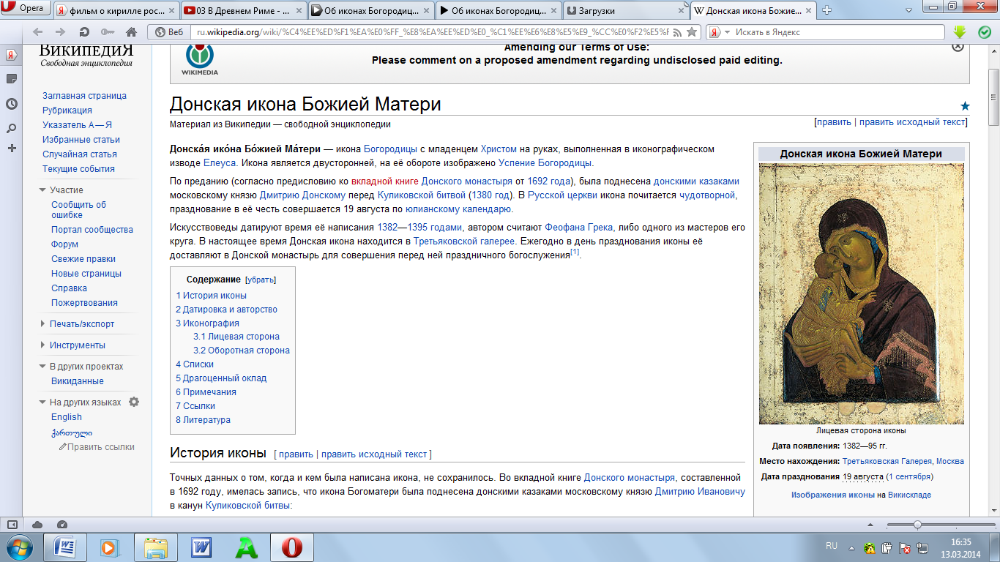 Opera
фильм о кирилле рос...
03 В Древнем Риме - ...
Об иконах Богородиц...
Об иконах Богородиц...
Загрузки
Донская икона Божие...
Веб
ru.wikipedia.org/wiki/%C4%EE%ED%F1%EA%E0%FF_%E8%EA%EE%ED%E0_%C1%EE%E6%E8%E5%E9_%CC%E0%F2%E5%F
Искать в Яндекс
ВикипедиЯ
Свободная энциклопедия
WIKIMEDIA
Amending our Terms of Use:
Please comment on a proposed amendment regarding undisclosed paid editing.
Заглавная страница
Рубрикация
Указатель А — Я
Избранные статьи
Случайная статья
Текущие события
Участие
Сообщить об
ошибке
Портал сообщества
Форум
Свежие правки
Новые страницы
Справка
Пожертвования
Печать/экспорт
Инструменты
В других проектах
Викиданные
На других языках
English
ქართული
Править ссылки
Донская икона Божией Матери
Материал из Википедии — свободной энциклопедии
[править | править исходный текст]
Донска́я ико́на Бо́жией Ма́тери — икона Богородицы с младенцем Христом на руках, выполненная в иконографическом
изводе Елеуса. Икона является двусторонней, на её обороте изображено Успение Богородицы.
По преданию (согласно предисловию ко вкладной книге Донского монастыря от 1692 года), была поднесена донскими казаками
московскому князю Дмитрию Донскому перед Куликовской битвой (1380 год). В Русской церкви икона почитается чудотворной,
празднование в её честь совершается 19 августа по юлианскому календарю.
Искусствоведы датируют время её написания 1382—1395 годами, автором считают Феофана Грека, либо одного из мастеров его
круга. В настоящее время Донская икона находится в Третьяковской галерее. Ежегодно в день празднования иконы её
доставляют в Донской монастырь для совершения перед ней праздничного богослужения[1].
Содержание [убрать]
1 История иконы
2 Датировка и авторство
3 Иконография
3.1 Лицевая сторона
3.2 Оборотная сторона
4 Списки
5 Драгоценный оклад
6 Примечания
7 Ссылки
8 Литература
История иконы [ править | править исходный текст ]
Точных данных о том, когда и кем была написана икона, не сохранилось. Во вкладной книге Донского монастыря, составленной
в 1692 году, имелась запись, что икона Богоматери была поднесена донскими казаками московскому князю Дмитрию Ивановичу
в канун Куликовской битвы:
Донская икона Божией Матери
Лицевая сторона иконы
Дата появления: 1382—95 гг.
Место нахождения: Третьяковская Галерея, Москва
Дата празднования 19 августа (1 сентября)
Изображения иконы на Викискладе
RU
16:35
13.03.2014